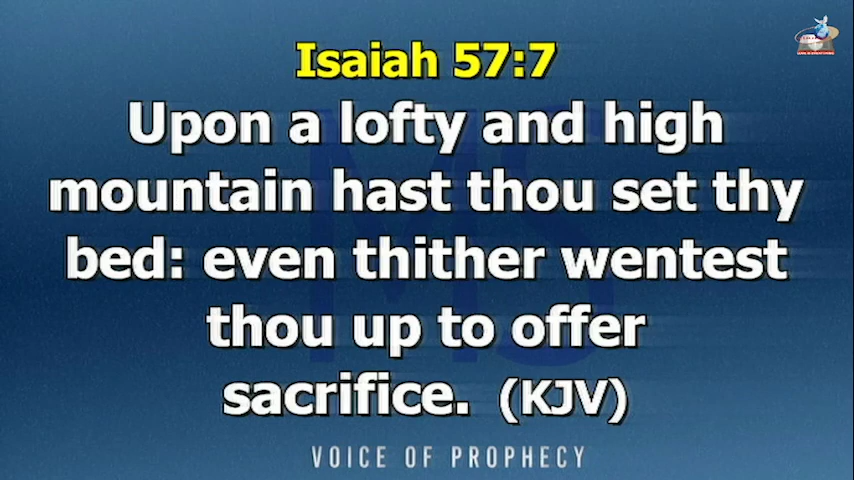 Isaiah 57:7
Upon a lofty and high
mountain hast thou set thy
bed: even thither wentest
thou up to offer
sacrifice. (KJV)
VOICE OF PROPHECY